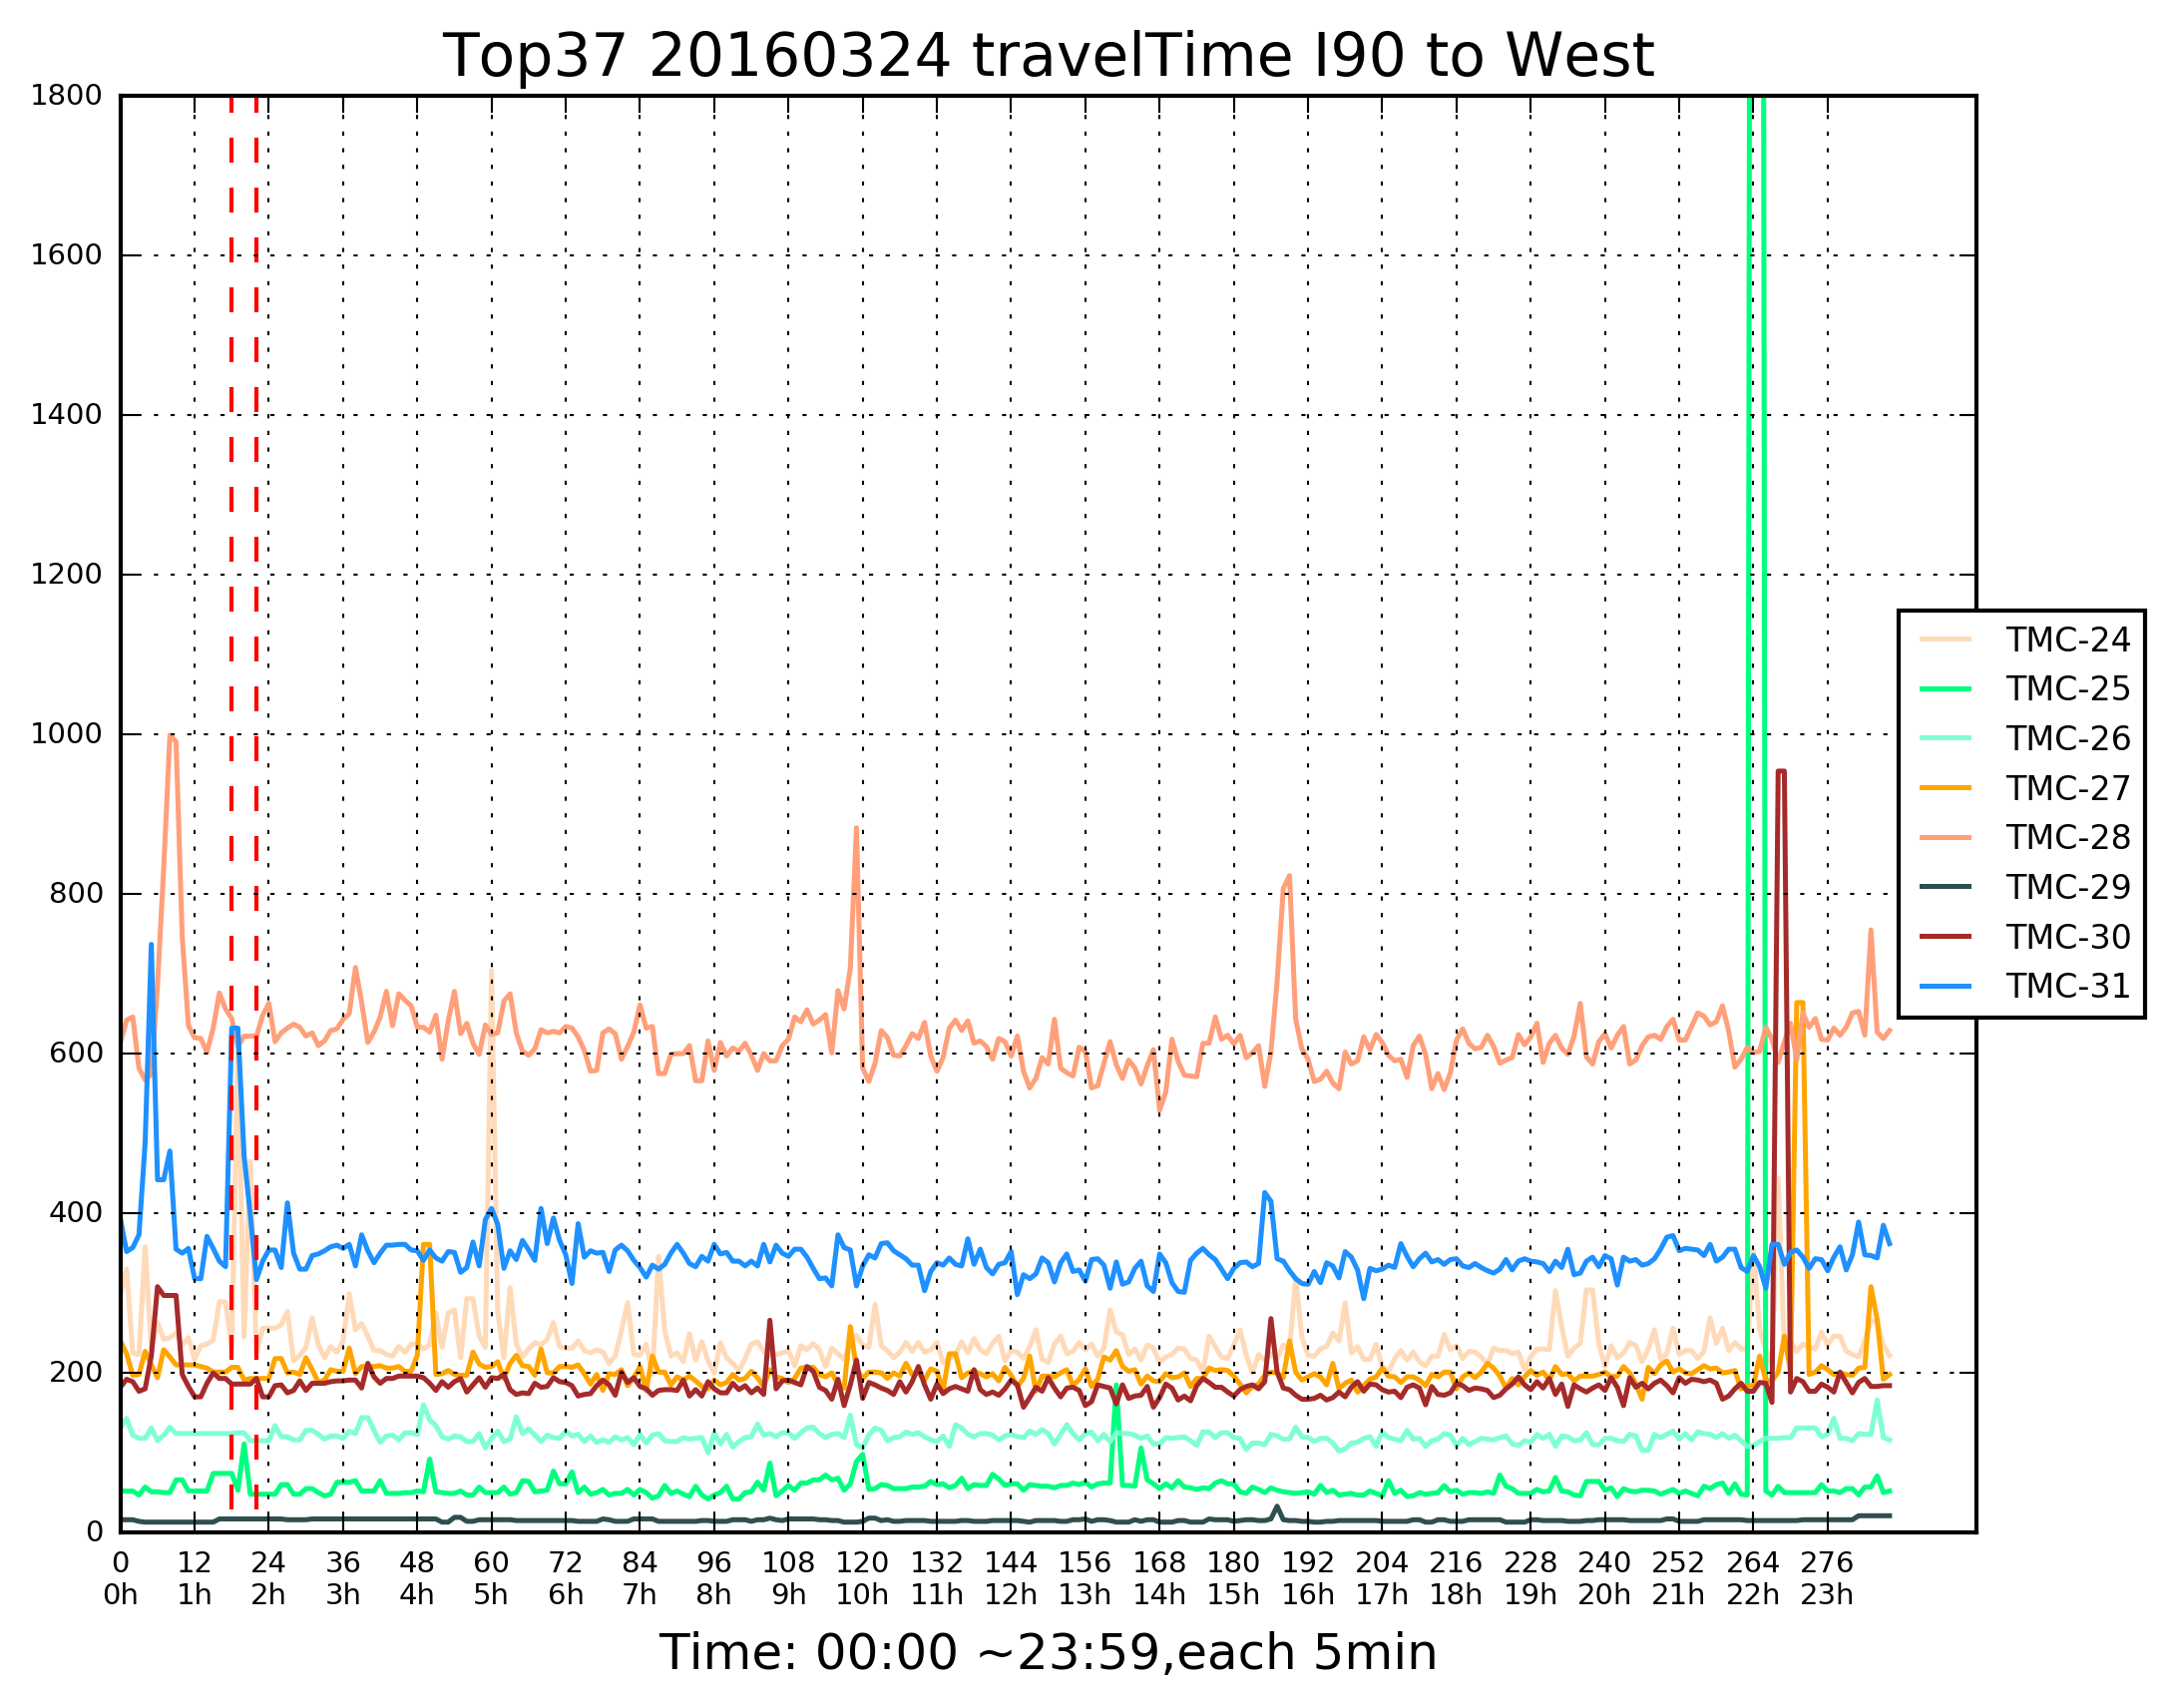 Top37 20160324 travelTime I90 to West
1800
1600
1400
1200
1000
800
600
400
200
0
TMC-24
TMC-25
TMC-26
TMC-27
TMC-28
TMC-29
TMC-30
TMC-31
0 12 24 36 48 60 72 84 96 108 120 132 144 156 168 180 192 204 216 228 240 252 264 276
0h 1h 2h 3h 4h 5h 6h 7h 8h 9h 10h 11h 12h 13h 14h 15h 16h 17h 18h 19h 20h 21h 22h 23h
Time: 00:00 ~23:59,each 5min